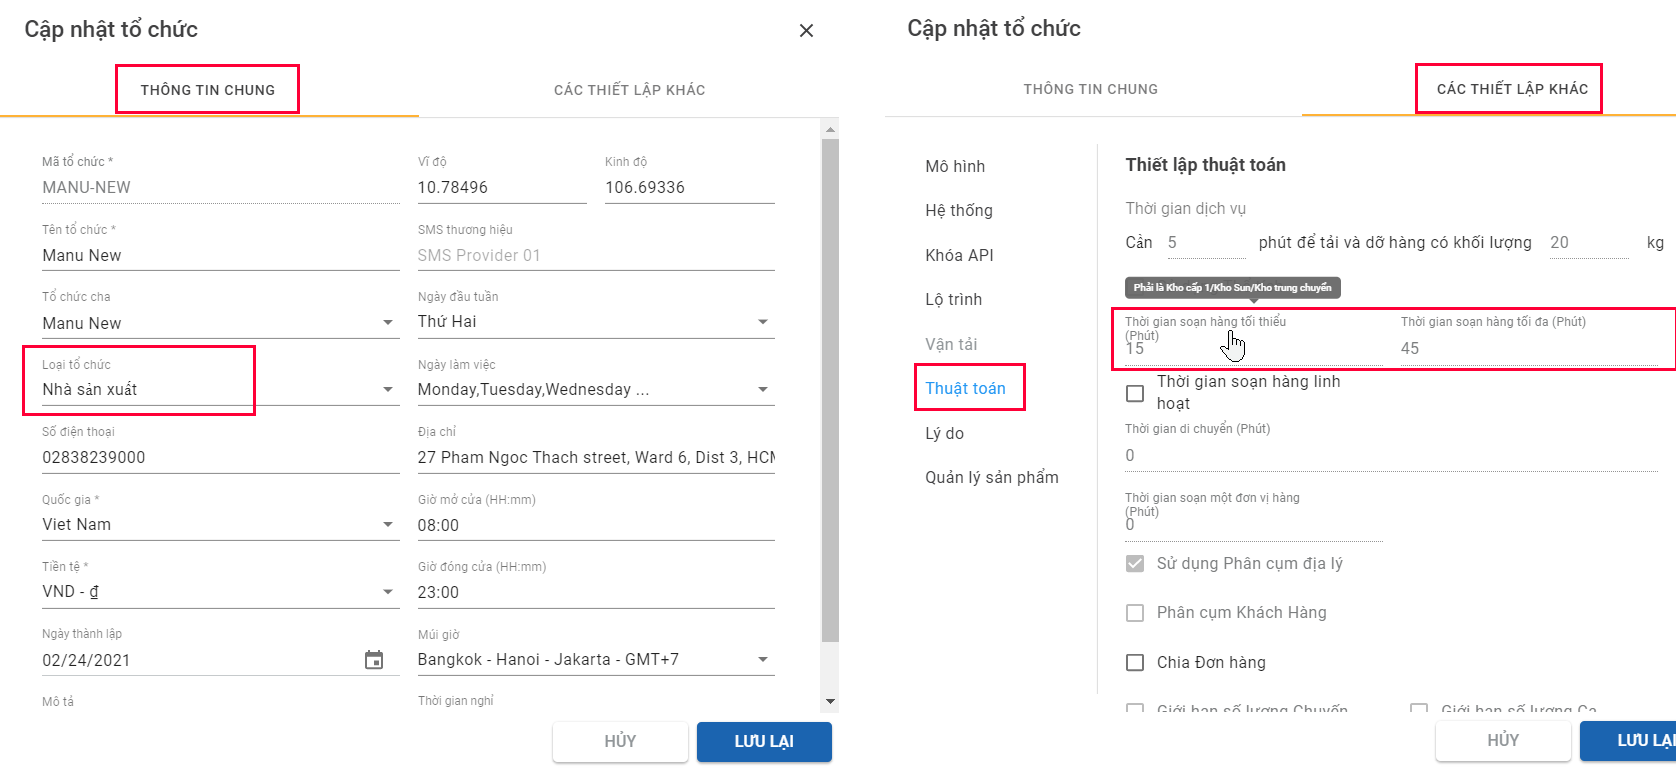 Cập nhật tổ chức
THÔNG TIN CHUNG
CÁC THIẾT LẬP KHÁC
Mã tổ chức *
MANU-NEW
Vĩ độ
10.78496
Kinh độ
106.69336
Tên tổ chức *
Manu New
SMS thương hiệu
SMS Provider 01
Tổ chức cha
Manu New
Ngày đầu tuần
Thứ Hai
Loại tổ chức
Nhà sản xuất
Ngày làm việc
Monday,Tuesday,Wednesday ...
Số điện thoại
02838239000
Địa chỉ
27 Pham Ngoc Thach street, Ward 6, Dist 3, HCM
Quốc gia *
Viet Nam
Giờ mở cửa (HH:mm)
08:00
Tiền tệ *
VND - ₫
Giờ đóng cửa (HH:mm)
23:00
Ngày thành lập
02/24/2021
Múi giờ
Bangkok - Hanoi - Jakarta - GMT+7
Mô tả
Thời gian nghỉ
HỦY
LƯU LẠI
Cập nhật tổ chức
THÔNG TIN CHUNG
CÁC THIẾT LẬP KHÁC
Mô hình
Hệ thống
Khóa API
Lộ trình
Vận tải
Thuật toán
Lý do
Quản lý sản phẩm
Thiết lập thuật toán
Thời gian dịch vụ
Cần 5 phút để tải và dỡ hàng có khối lượng 20 kg
Phải là Kho cấp 1/Kho Sun/Kho trung chuyển
Thời gian soạn hàng tối thiểu
(Phút)
15
Thời gian soạn hàng tối đa (Phút)
45
Thời gian soạn hàng linh
hoạt
Thời gian di chuyển (Phút)
0
Thời gian soạn một đơn vị hàng
(Phút)
0
Sử dụng Phân cụm địa lý
Phân cụm Khách Hàng
Chia Đơn hàng
Giới hạn số lượng Chuyến
Giới hạn số lượng Ca
HỦY
LƯU LẠI